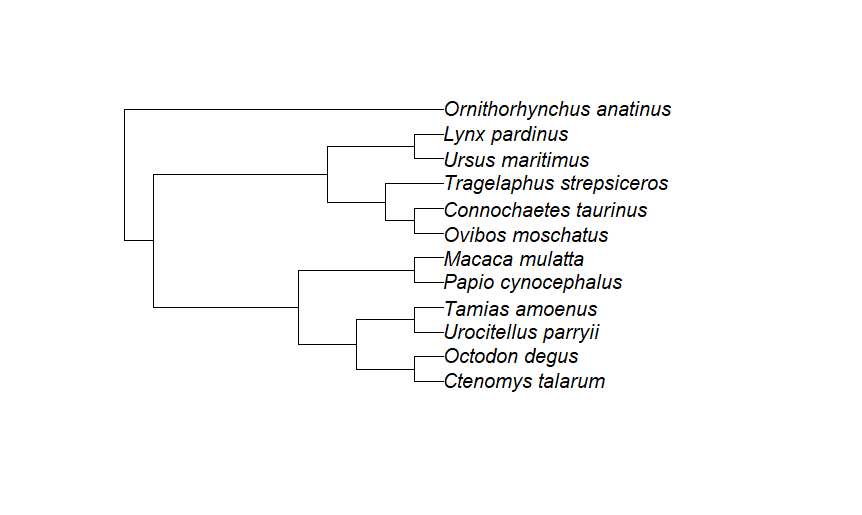 Ornithorhynchus anatinus
Lynx pardinus
Ursus maritimus
Tragelaphus strepsiceros
Connochaetes taurinus
Ovibos moschatus
Macaca mulatta
Papio cynocephalus
Tamias amoenus
Urocitellus parryii
Octodon degus
Ctenomys talarum